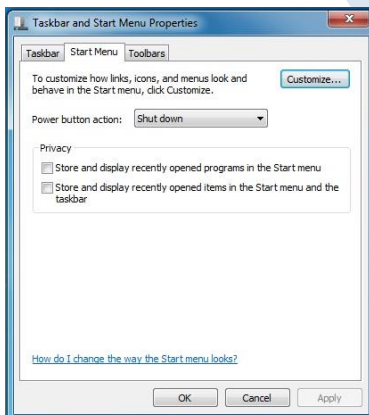 Taskbar and Start Menu Properties
Taskbar Start Menu Toolbars
To customize how links, icons, and menus look and
behave in the Start menu, click Customize.
Customize...
Power button action: Shut down
Privacy
Store and display recently opened programs in the Start menu
Store and display recently opened items in the Start menu and the
taskbar
How do I change the way the Start menu looks?
OK Cancel Apply